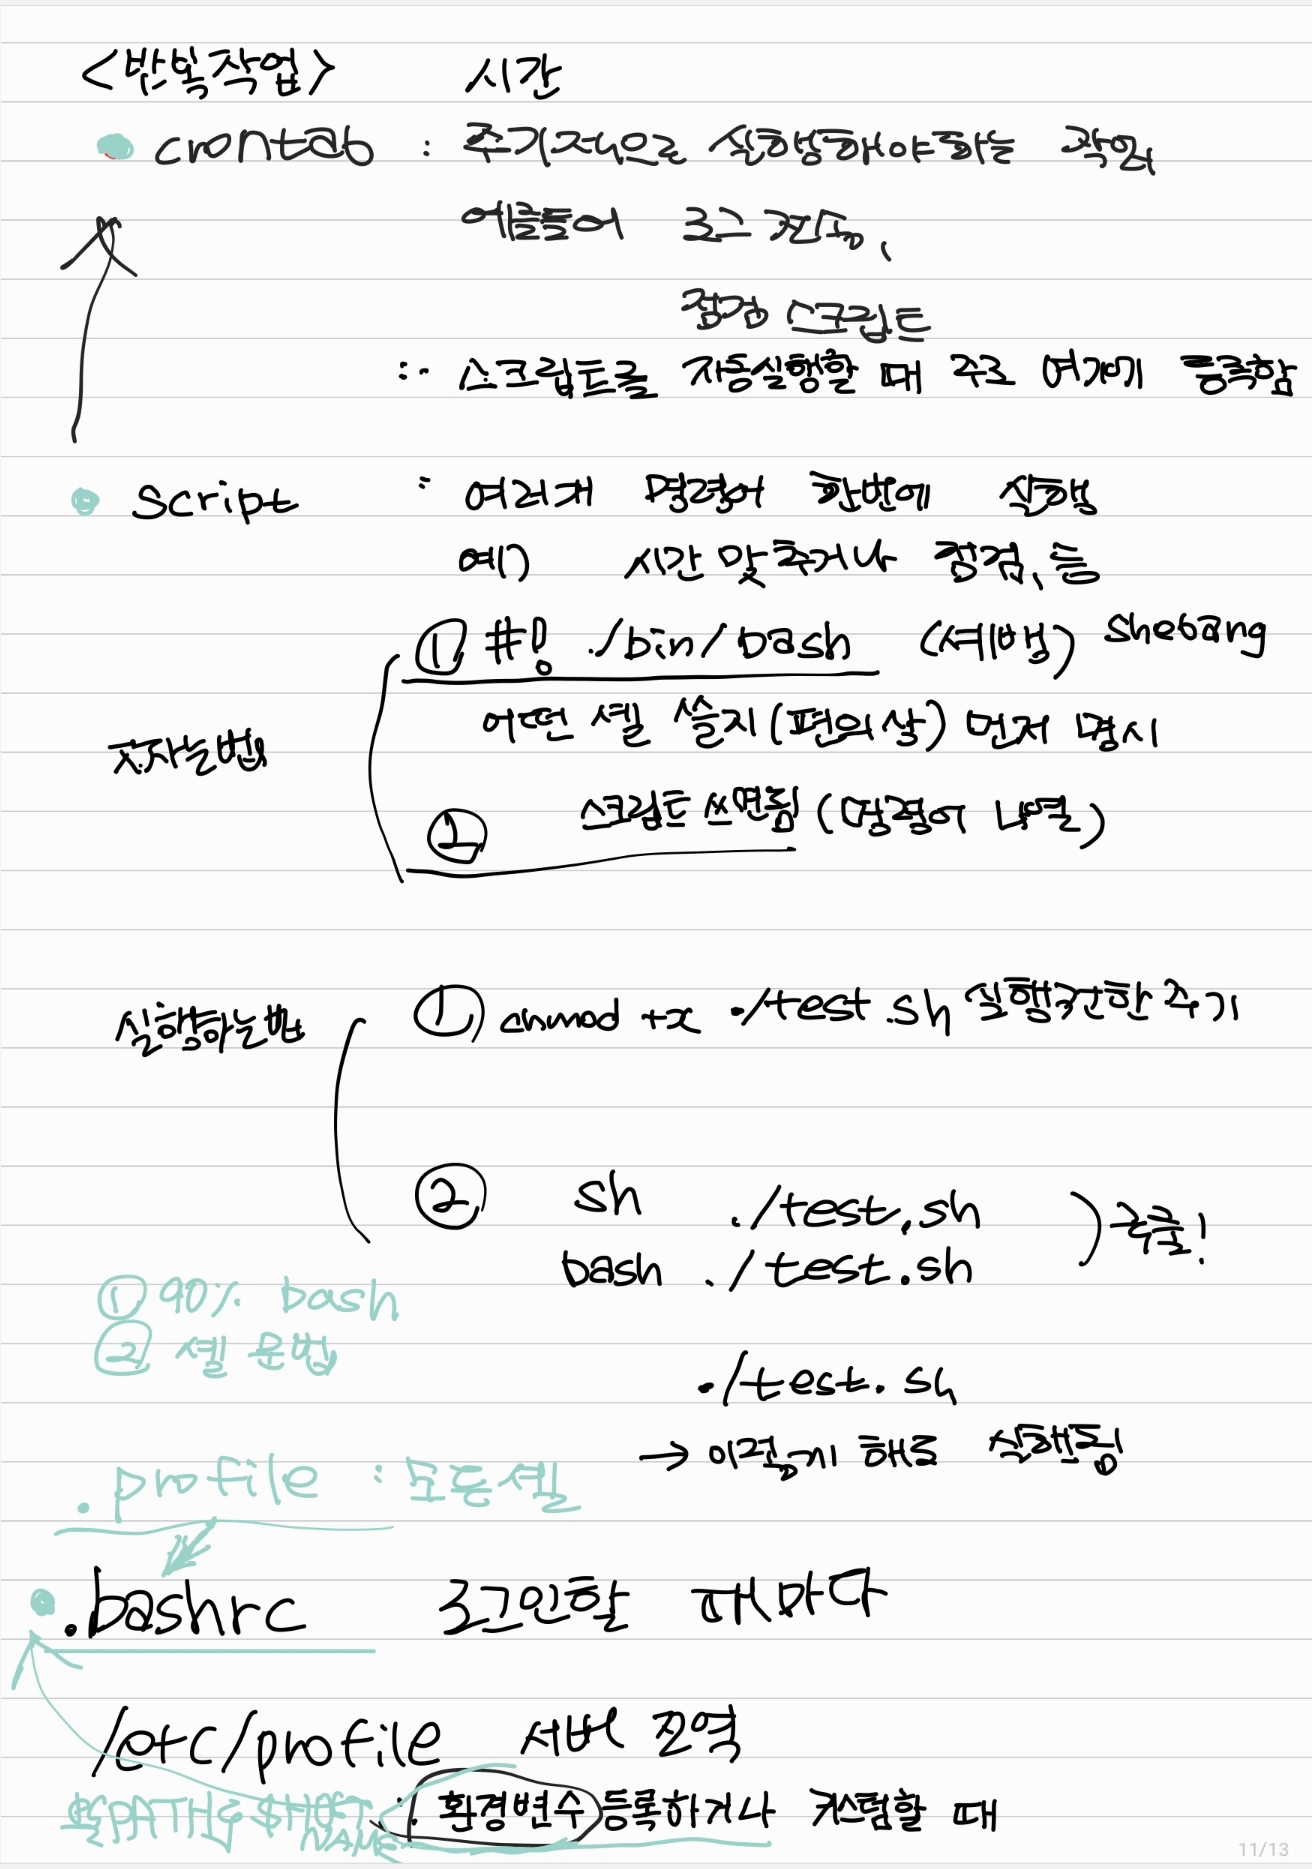 <반복작업> 시간
crontab : 주기적으로 실행해야하는 작업
예를들어 로그 전송,
점검 스크립트
: 스크립트를 자동실행할 때 주로 여기에 등록함
script : 여러개 명령어 한번에 실행
예) 시간 맞추거나 점검, 등
① #! ./bin/bash (셰뱅) shebang
어떤 셸 쓸지 (편의상) 먼저 명시
짜는법
② 스크립트 쓰면됨 (명령어 나열)
실행하는법 ① chmod +x ./test.sh 실행권한 주기
② sh ./test.sh
bash ./test.sh ) 국룰!
① 90% bash
② 셸 문법
./test.sh
→ 이렇게 해도 실행됨
.profile : 모든셸
.bashrc 로그인할 때마다
/etc/profile 서버 전역
$PATH $HOST NAME : 환경변수 등록하거나 커스텀할 때
11/13